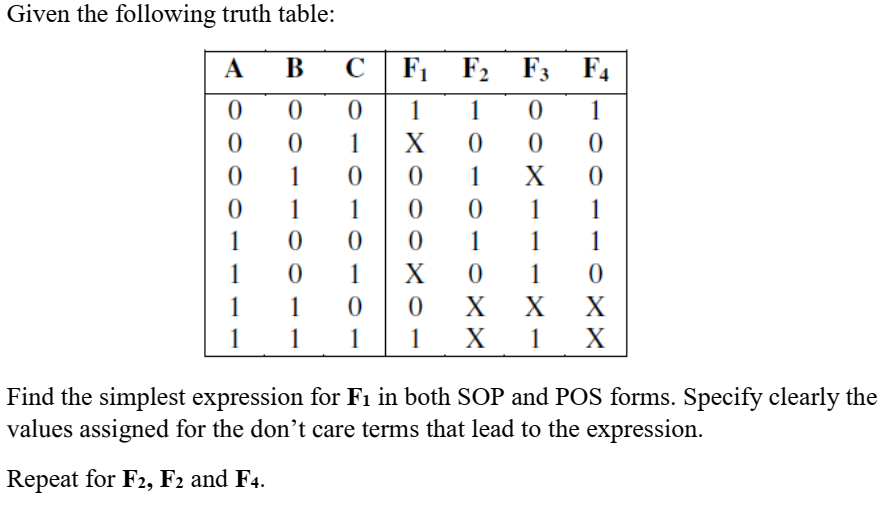 Given the following truth table:
A B C F₁ F₂ F₃ F₄
0 0 0 1 1 0 1
0 0 1 X 0 0 0
0 1 0 0 1 X 0
0 1 1 0 0 1 1
1 0 0 0 1 1 1
1 0 1 X 0 1 0
1 1 0 0 X X X
1 1 1 1 X 1 X
Find the simplest expression for F₁ in both SOP and POS forms. Specify clearly the
values assigned for the don’t care terms that lead to the expression.
Repeat for F₂, F₂ and F₄.